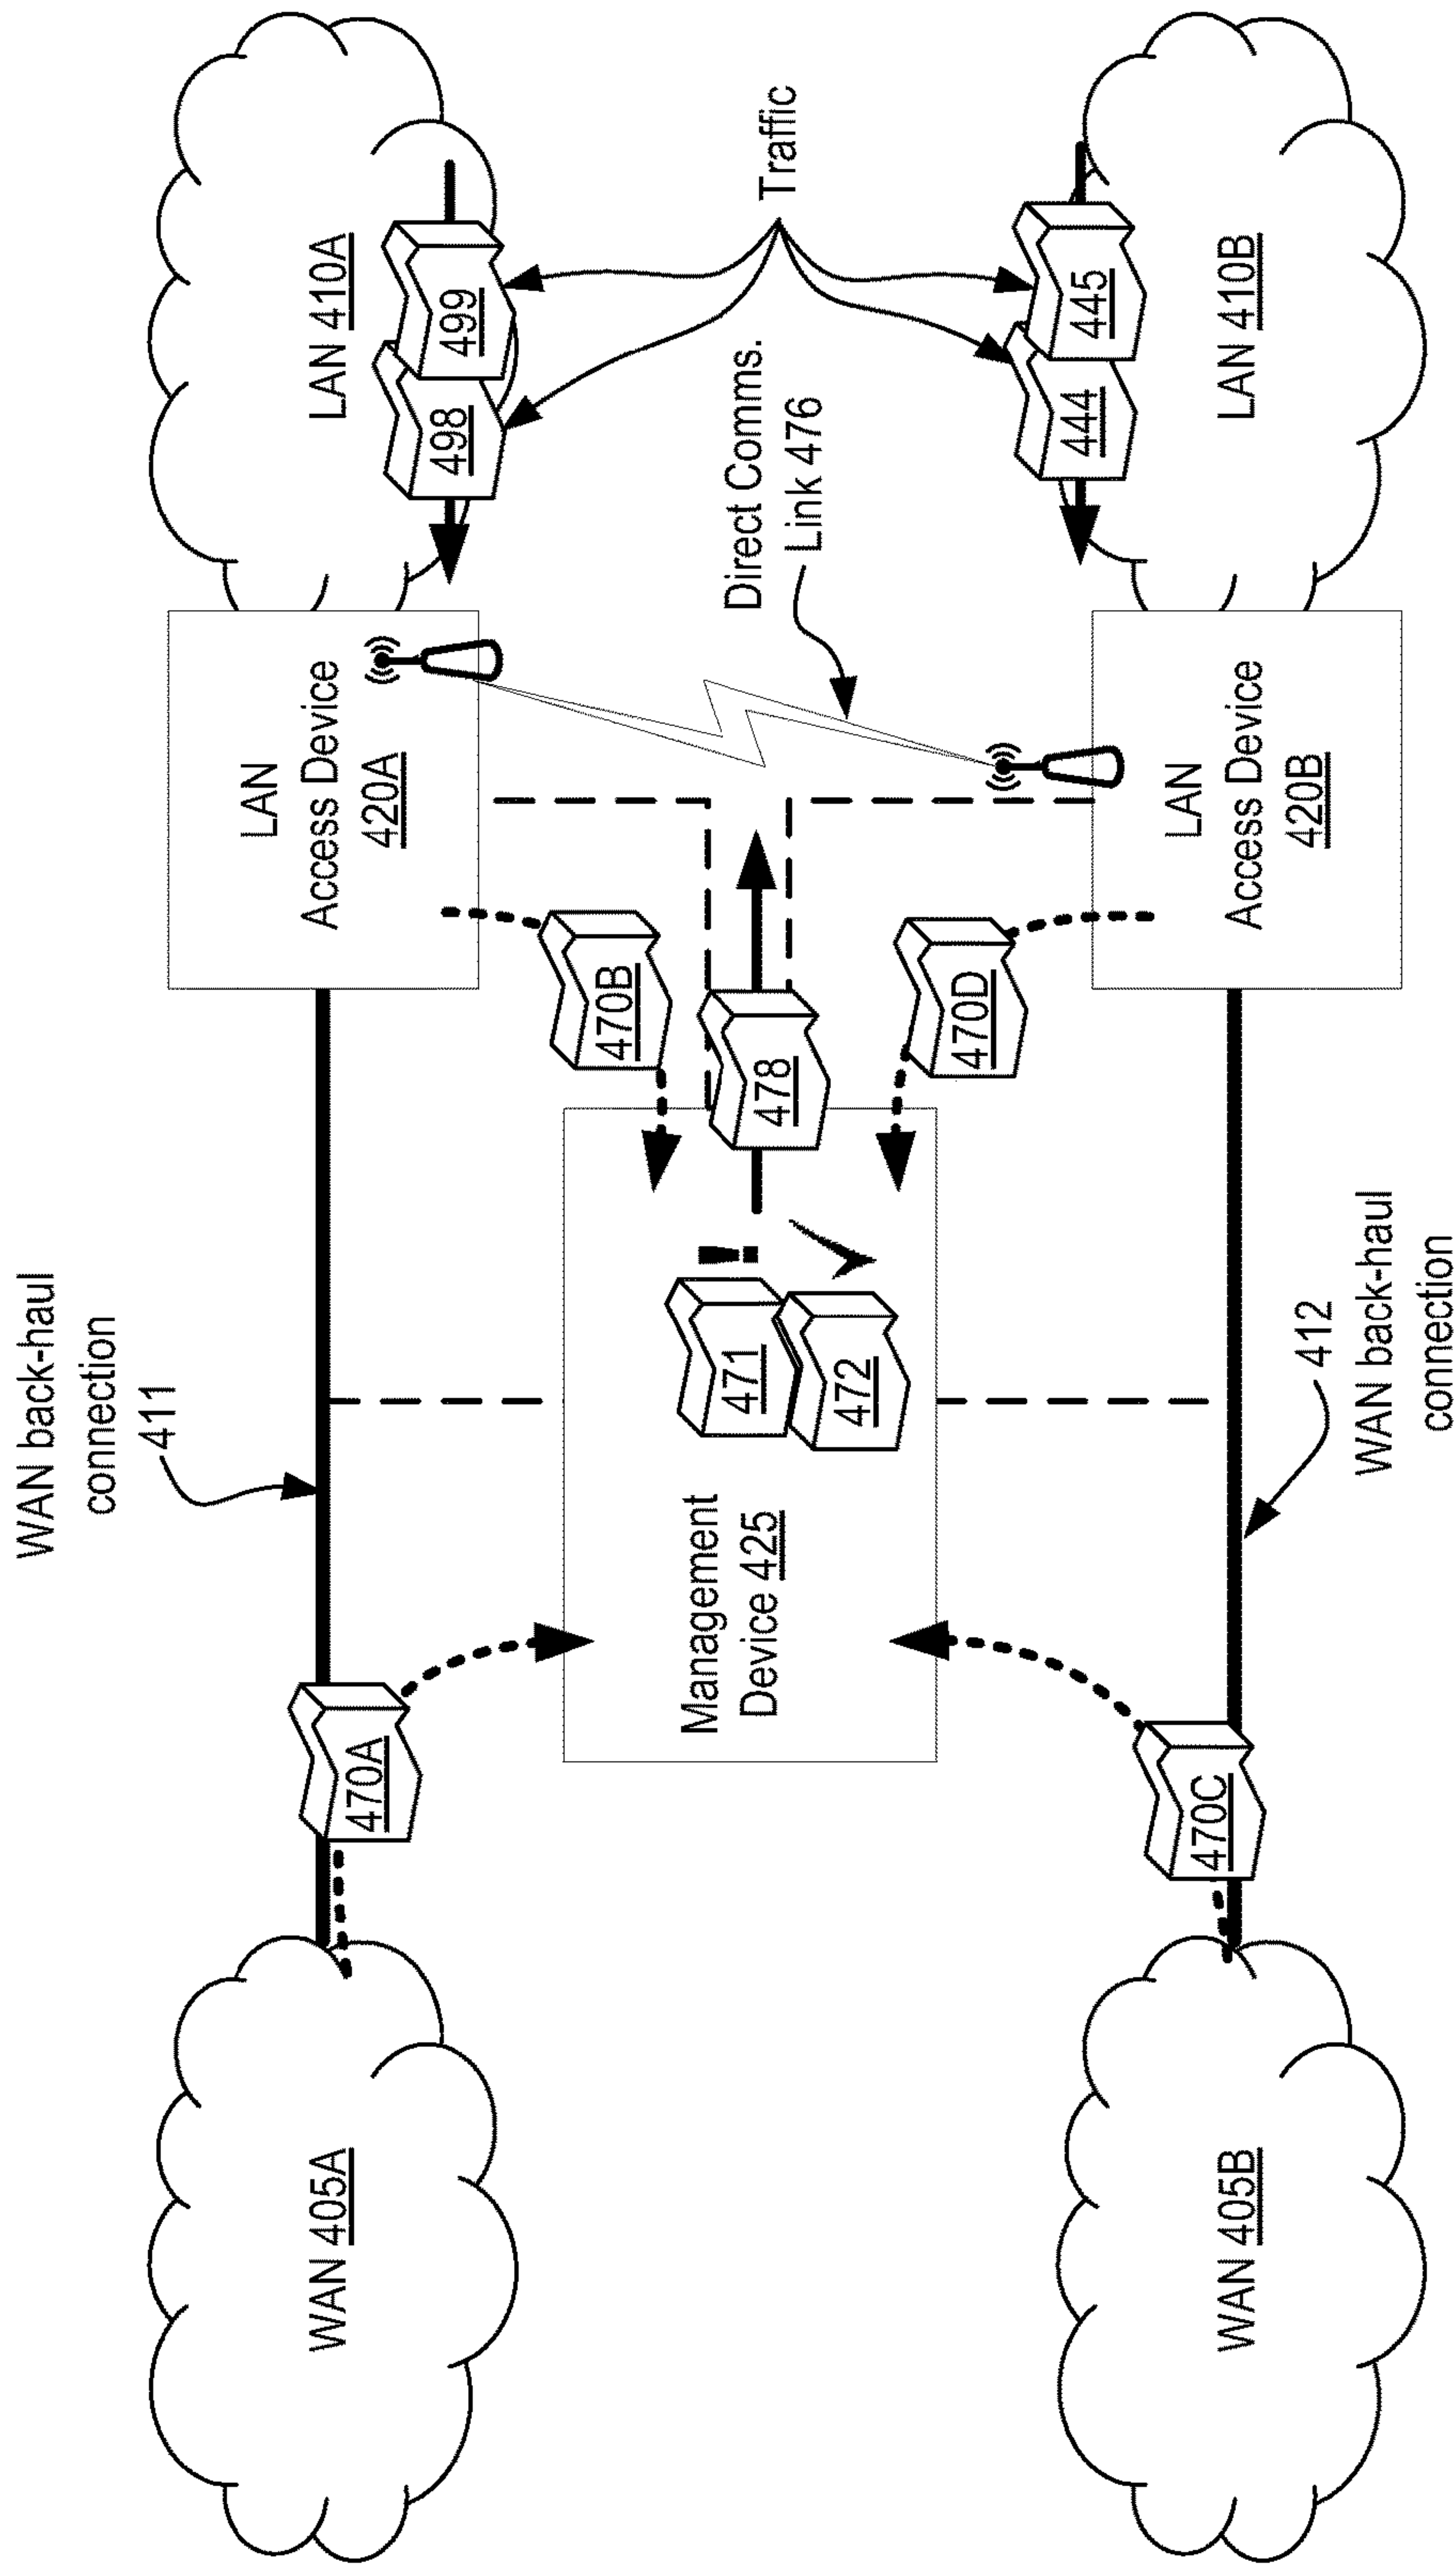 WAN back-haul
connection
411
WAN 405A
470A
LAN
Access Device
420A
LAN 410A
498
499
470B
Management
Device 425
471
472
478
Direct Comms.
Link 476
Traffic
470D
WAN 405B
470C
LAN
Access Device
420B
444
445
LAN 410B
412
WAN back-haul
connection